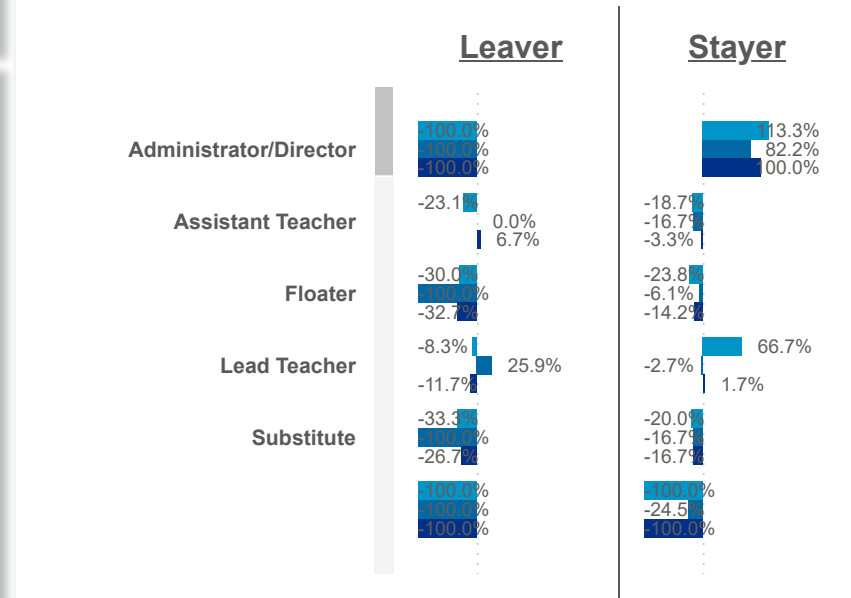 Leaver Stayer
-100.0% 113.3%
Administrator/Director -100.0% 82.2%
-100.0% 100.0%
-23.1% -18.7%
Assistant Teacher 0.0% -16.7%
6.7% -3.3%
-30.0% -23.8%
Floater -100.0% -6.1%
-32.7% -14.2%
-8.3% 66.7%
Lead Teacher 25.9% -2.7%
-11.7% 1.7%
-33.3% -20.0%
Substitute -100.0% -16.7%
-26.7% -16.7%
-100.0% -100.0%
-100.0% -24.5%
-100.0% -100.0%